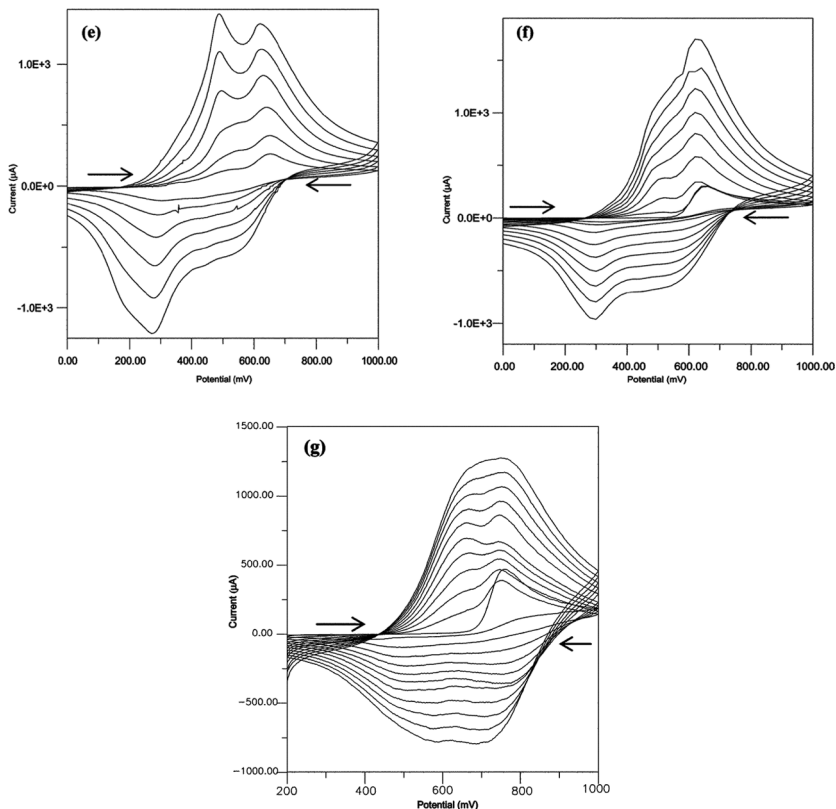 (e)
1.0E+3
0.0E+0
-1.0E+3
Current (µA)
0.00 200.00 400.00 600.00 800.00 1000.00
Potential (mV)
(f)
1.0E+3
0.0E+0
-1.0E+3
Current (µA)
0.00 200.00 400.00 600.00 800.00 1000.00
Potential (mV)
(g)
1500.00
1000.00
500.00
0.00
-500.00
-1000.00
Current (µA)
200 400 600 800 1000
Potential (mV)